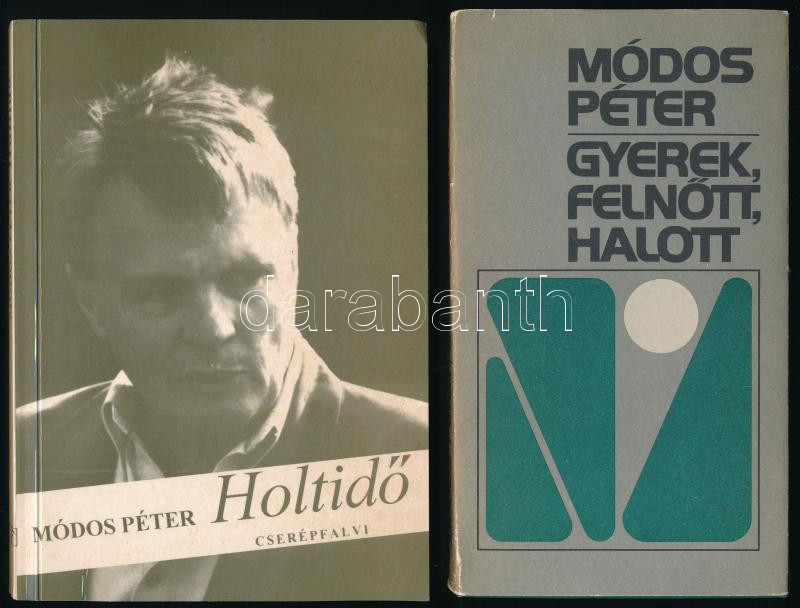 MÓDOS PÉTER Holtidő
CSERÉPFALVI
MÓDOS
PÉTER
GYEREK,
FELNŐTT,
HALOTT
darabanth